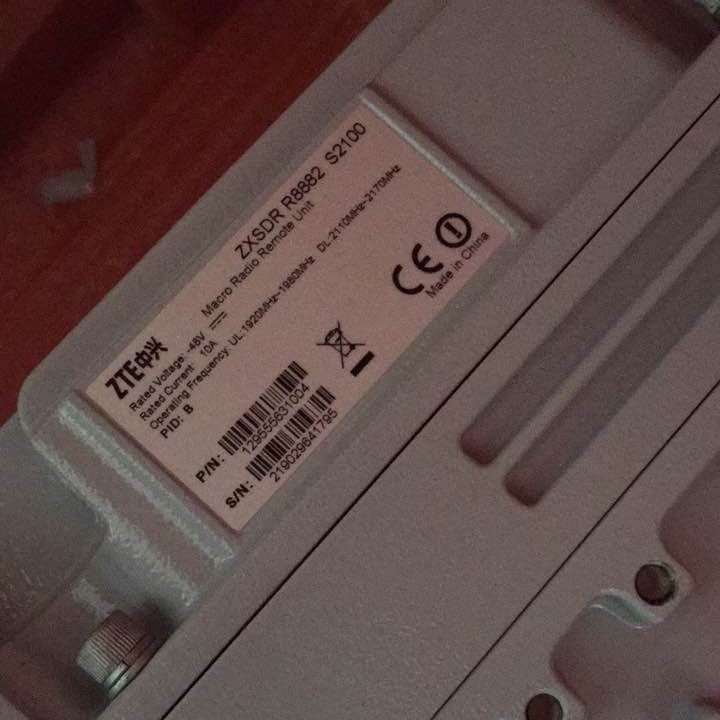 ZTE中兴
ZXSDR R8882 S2100
Macro Radio Remote Unit
Rated Voltage: -48V
Rated Current: 10A
Operating Frequency: UL:1920MHz~1980MHz DL:2110MHz~2170MHz
PID: B
P/N:
129555631004
S/N:
219029641795
CE
Made in China